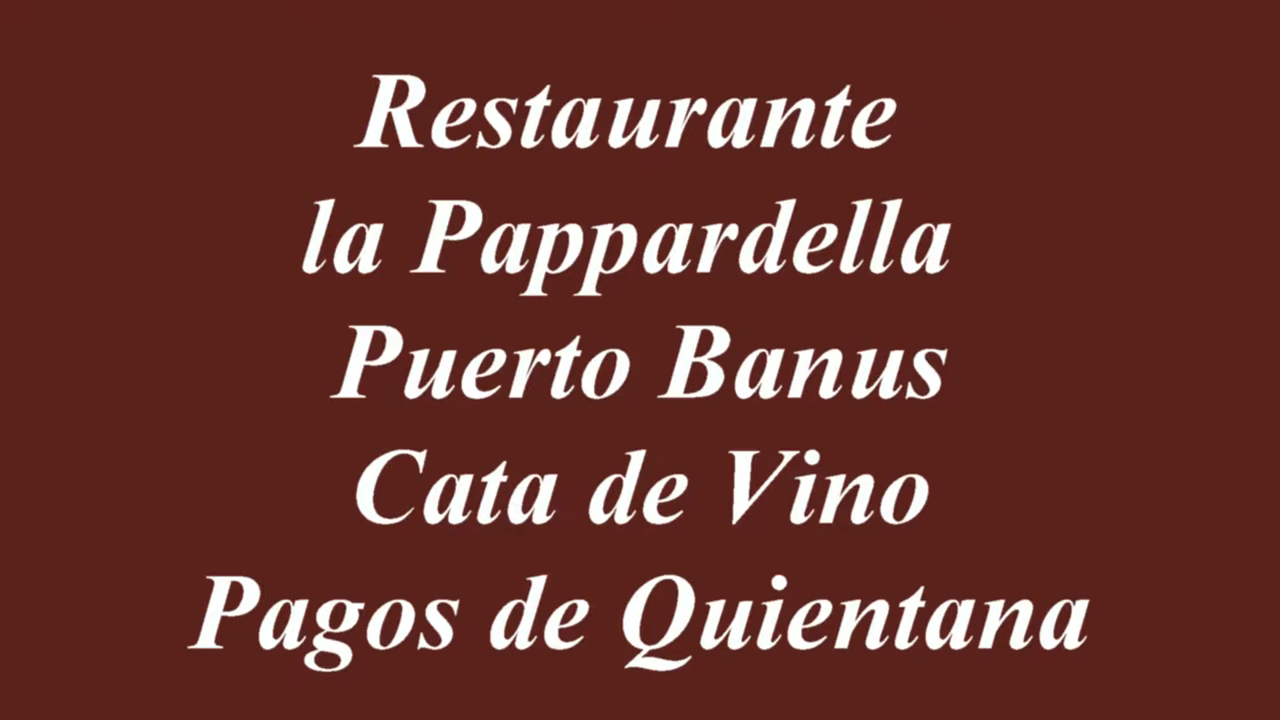 Restaurante
la Pappardella
Puerto Banus
Cata de Vino
Pagos de Quientana